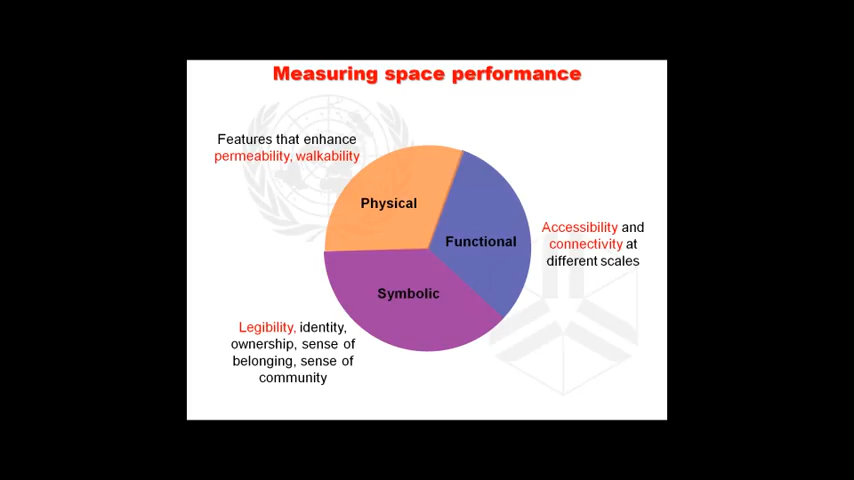 Measuring space performance
Features that enhance
permeability, walkability
Physical
Functional
Accessibility and
connectivity at
different scales
Symbolic
Legibility, identity,
ownership, sense of
belonging, sense of
community